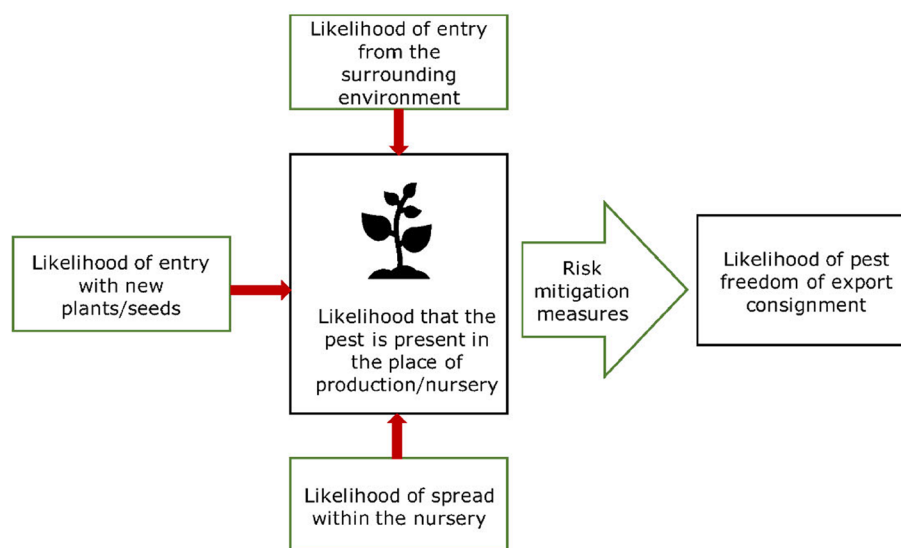 Likelihood of entry
from the
surrounding
environment
Likelihood of entry
with new
plants/seeds
Likelihood that the
pest is present in
the place of
production/nursery
Risk
mitigation
measures
Likelihood of pest
freedom of export
consignment
Likelihood of spread
within the nursery